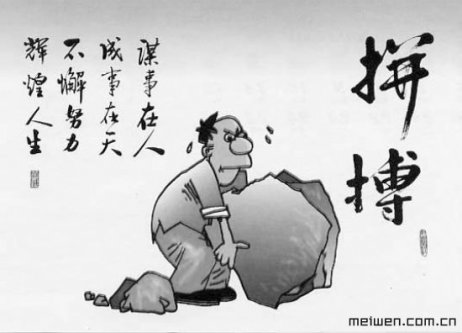 拼搏
谋事在人
成事在天
不懈努力
辉煌人生
meiwen.com.cn